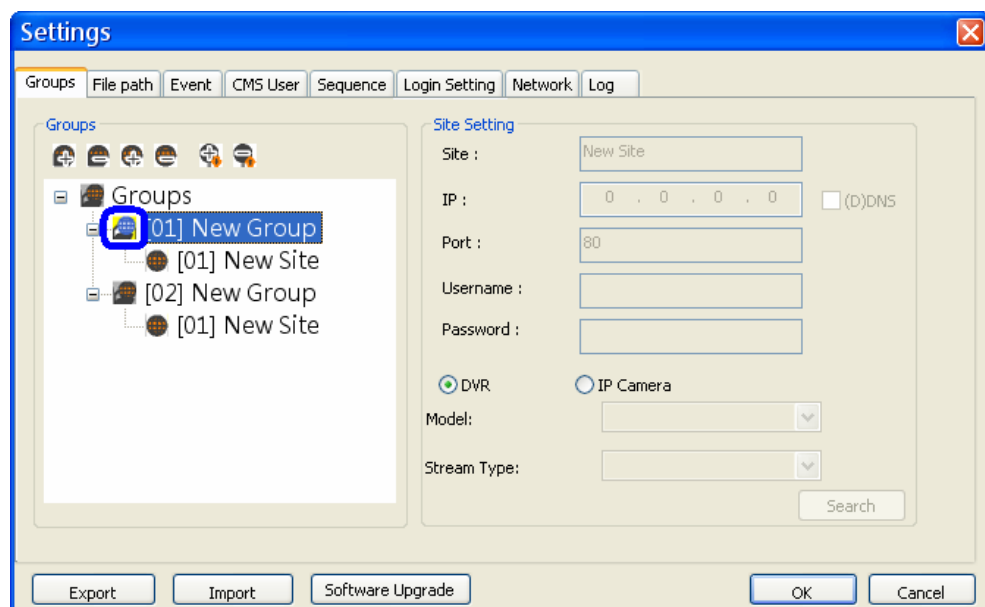 Settings
Groups File path Event CMS User Sequence Login Setting Network Log
Groups
Groups
[01] New Group
[01] New Site
[02] New Group
[01] New Site
Site Setting
Site : New Site
IP : 0 . 0 . 0 . 0 (D)DNS
Port : 80
Username :
Password :
DVR IP Camera
Model:
Stream Type:
Search
Export Import Software Upgrade OK Cancel